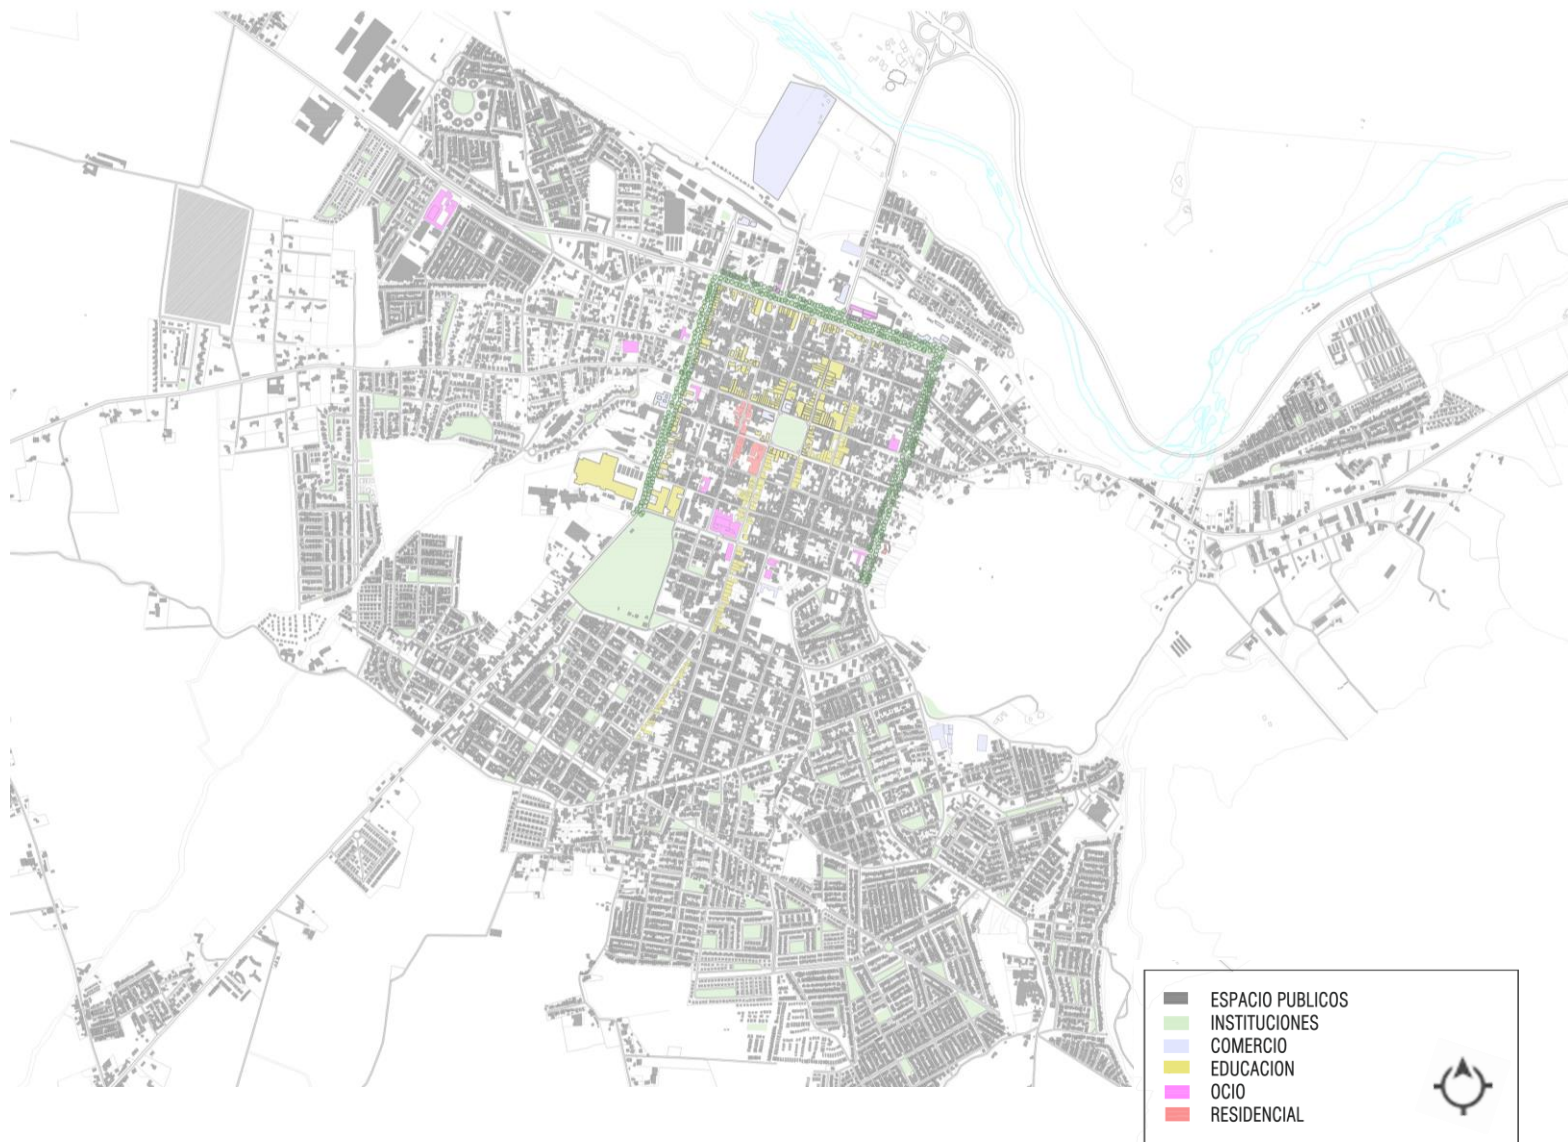 ESPACIO PUBLICOS
INSTITUCIONES
COMERCIO
EDUCACION
OCIO
RESIDENCIAL